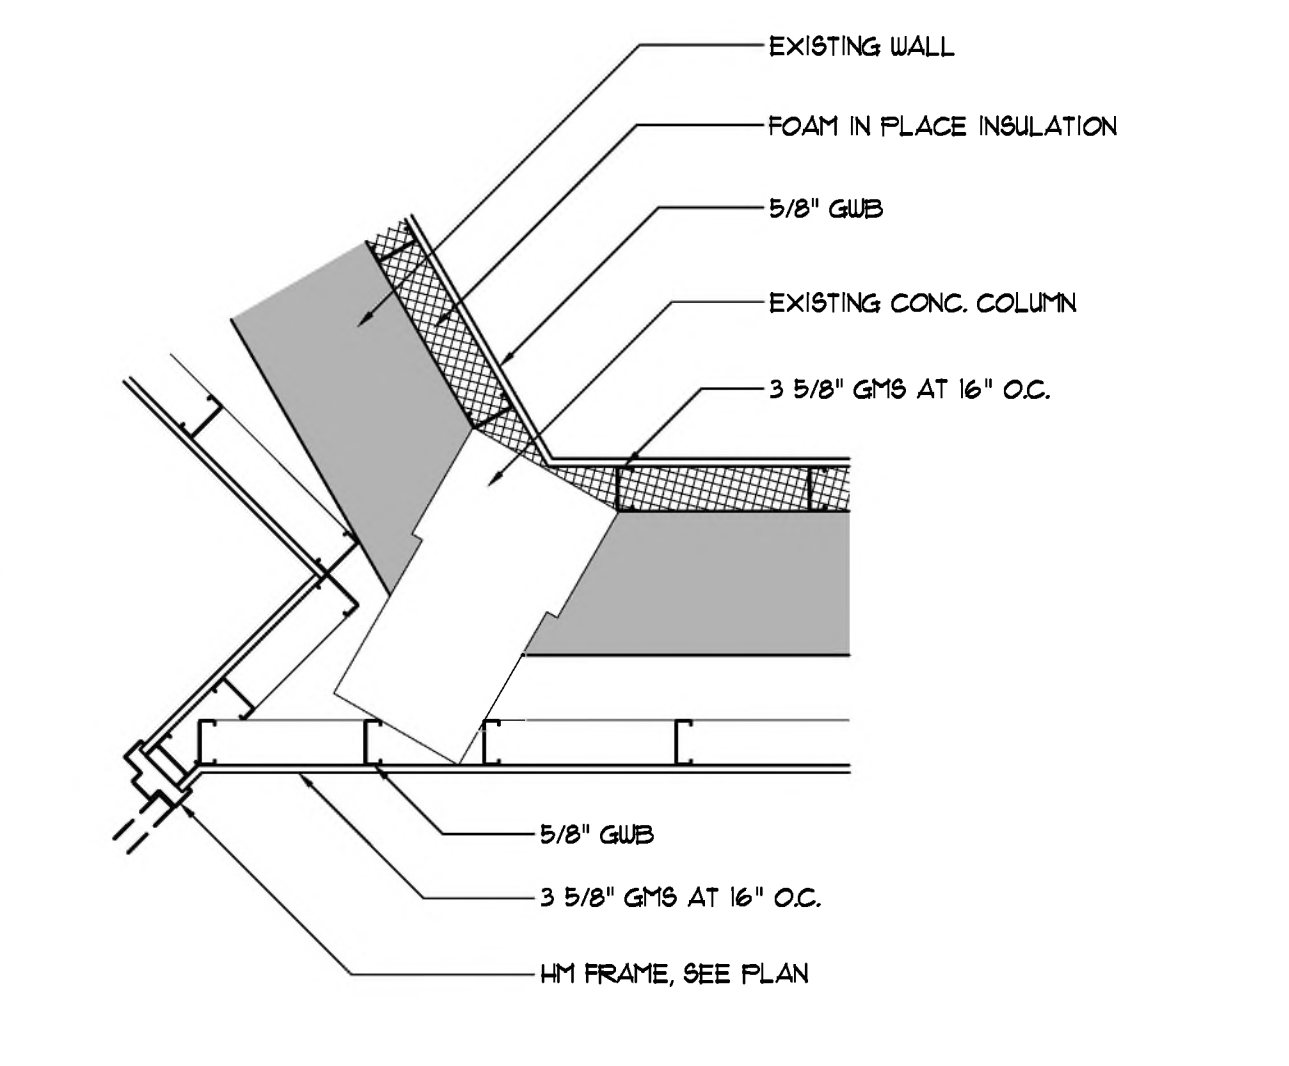 EXISTING WALL
FOAM IN PLACE INSULATION
5/8" GWB
EXISTING CONC. COLUMN
3 5/8" GMS AT 16" O.C.
5/8" GWB
3 5/8" GMS AT 16" O.C.
HM FRAME, SEE PLAN